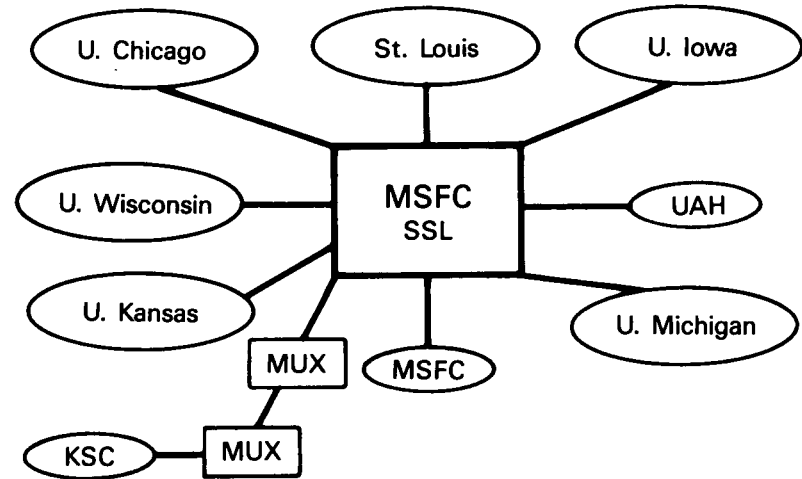 U. Chicago
St. Louis
U. Iowa
U. Wisconsin
MSFC
SSL
UAH
U. Kansas
U. Michigan
MUX
MSFC
KSC
MUX